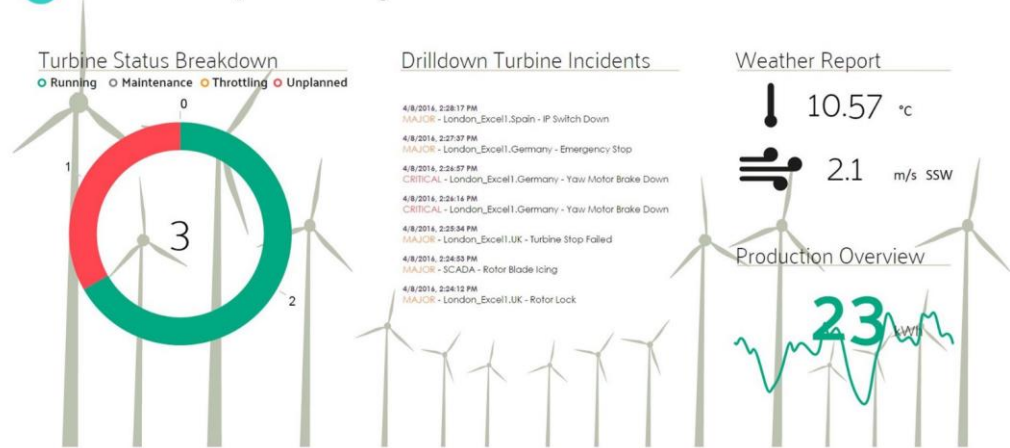 Turbine Status Breakdown
Running Maintenance Throttling Unplanned
0
1
3
2
Drilldown Turbine Incidents
4/8/2016, 2:28:17 PM
MAJOR - London_Excel1.Spain - IP Switch Down
4/8/2016, 2:27:37 PM
MAJOR - London_Excel1.Germany - Emergency Stop
4/8/2016, 2:26:57 PM
CRITICAL - London_Excel1.Germany - Yaw Motor Brake Down
4/8/2016, 2:26:16 PM
CRITICAL - London_Excel1.Germany - Yaw Motor Brake Down
4/8/2016, 2:25:34 PM
MAJOR - London_Excel1.UK - Turbine Stop Failed
4/8/2016, 2:24:53 PM
MAJOR - SCADA - Rotor Blade Icing
4/8/2016, 2:24:12 PM
MAJOR - London_Excel1.UK - Rotor Lock
Weather Report
10.57 °C
2.1 m/s SSW
Production Overview
23 kWh